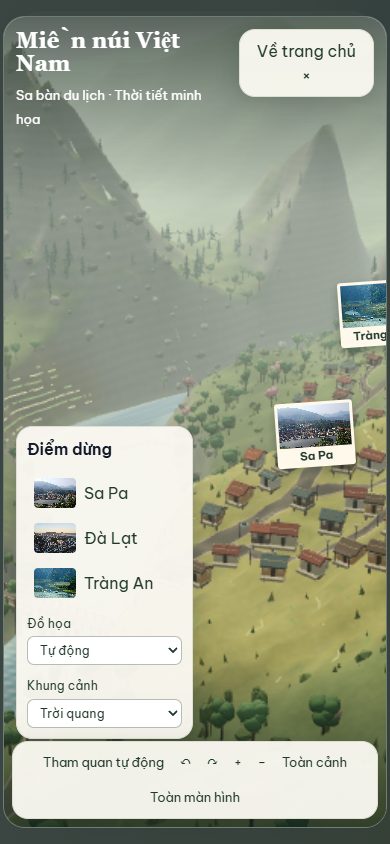 Miền núi Việt
Nam
Sa bàn du lịch · Thời tiết minh
họa
Về trang chủ
×
Tràng
Sa Pa
Điểm dừng
Sa Pa
Đà Lạt
Tràng An
Đồ họa
Tự động
Khung cảnh
Trời quang
Tham quan tự động ↶ ↷ + − Toàn cảnh
Toàn màn hình